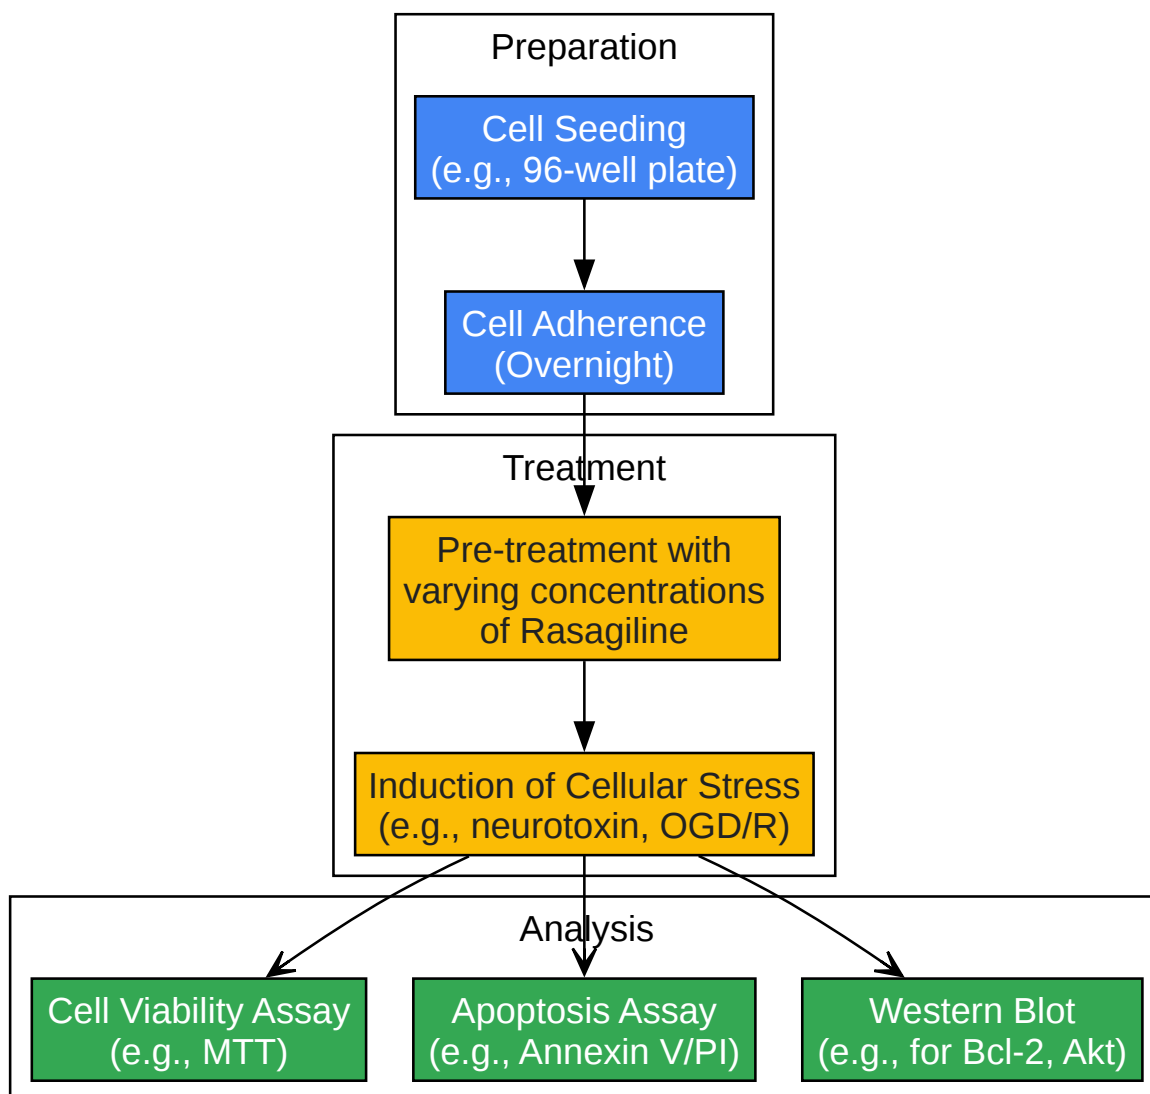 Preparation
Cell Seeding
(e.g., 96-well plate)
Cell Adherence
(Overnight)
Treatment
Pre-treatment with
varying concentrations
of Rasagiline
Induction of Cellular Stress
(e.g., neurotoxin, OGD/R)
Analysis
Cell Viability Assay
(e.g., MTT)
Apoptosis Assay
(e.g., Annexin V/PI)
Western Blot
(e.g., for Bcl-2, Akt)